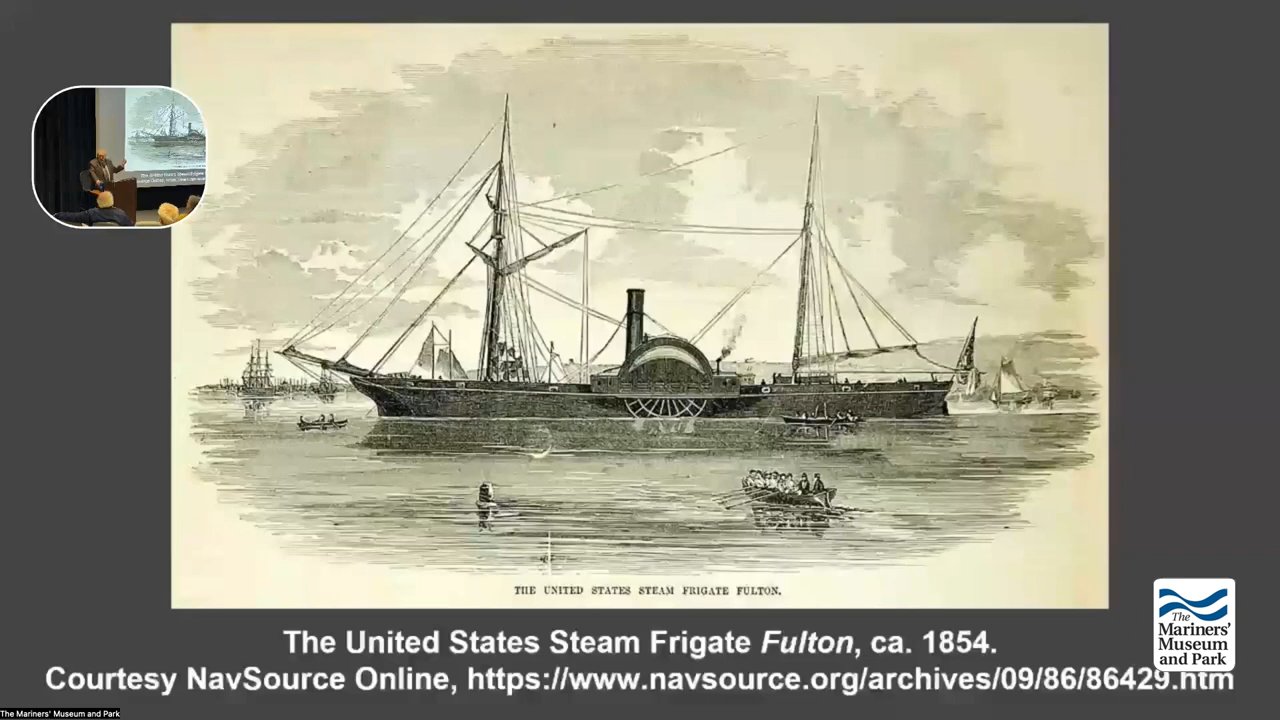 THE UNITED STATES STEAM FRIGATE FULTON.
The United States Steam Frigate Fulton, ca. 1854.
Courtesy NavSource Online, https://www.navsource.org/archives/09/86/86429.htm
The
Mariners'
Museum
and Park
The Mariners' Museum and Park